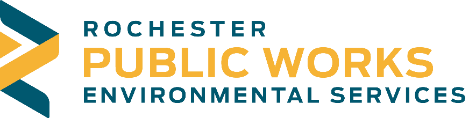 ROCHESTER
PUBLIC WORKS
ENVIRONMENTAL SERVICES